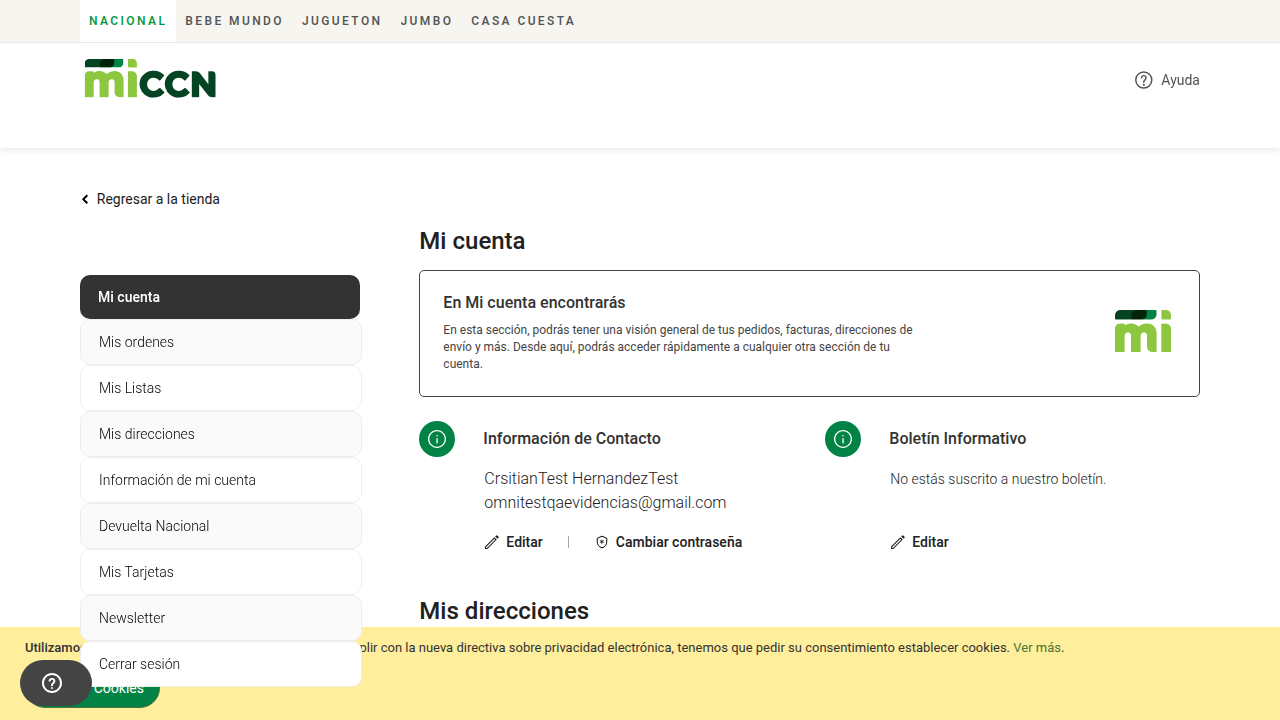 NACIONAL BEBE MUNDO JUGUETON JUMBO CASA CUESTA
miCCN
Ayuda
Regresar a la tienda
Mi cuenta
Mis ordenes
Mis Listas
Mis direcciones
Información de mi cuenta
Devuelta Nacional
Mis Tarjetas
Newsletter
Cerrar sesión
Mi cuenta
En Mi cuenta encontrarás
En esta sección, podrás tener una visión general de tus pedidos, facturas, direcciones de
envío y más. Desde aquí, podrás acceder rápidamente a cualquier otra sección de tu
cuenta.
mi
Información de Contacto
CrsitianTest HernandezTest
omnitestqaevidencias@gmail.com
Editar
Cambiar contraseña
Boletín Informativo
No estás suscrito a nuestro boletín.
Editar
Mis direcciones
Utilizamo plir con la nueva directiva sobre privacidad electrónica, tenemos que pedir su consentimiento establecer cookies. Ver más.
Cookies